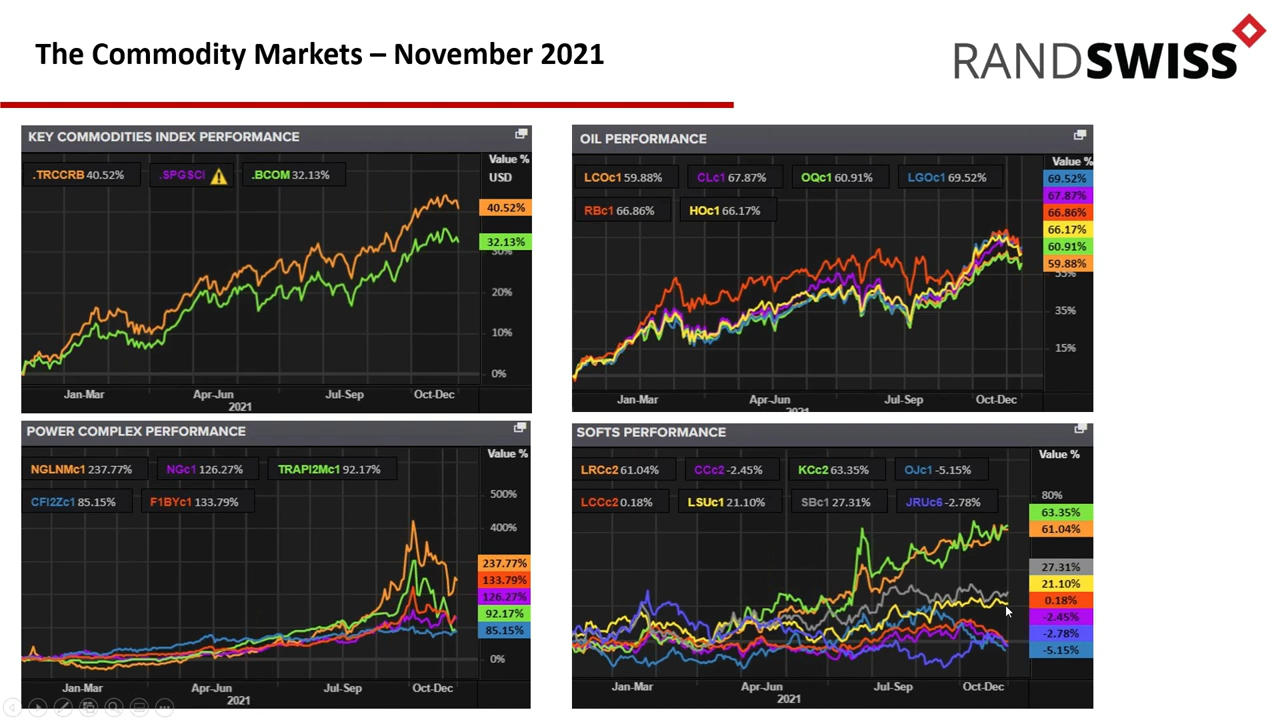 The Commodity Markets – November 2021
RANDSWISS
KEY COMMODITIES INDEX PERFORMANCE
.TRCCRB 40.52%
.SPGSCI
.BCOM 32.13%
Value %
USD
40.52%
32.13%
30%
20%
10%
0%
Jan-Mar
Apr-Jun
Jul-Sep
Oct-Dec
2021
OIL PERFORMANCE
LCOc1 59.88%
CLc1 67.87%
OQc1 60.91%
LGOc1 69.52%
RBc1 66.86%
HOc1 66.17%
Value %
69.52%
67.87%
66.86%
66.17%
60.91%
59.88%
55%
35%
15%
Jan-Mar
Apr-Jun
Jul-Sep
Oct-Dec
2021
POWER COMPLEX PERFORMANCE
NGLNMc1 237.77%
NGc1 126.27%
TRAPI2Mc1 92.17%
CFI2Zc1 85.15%
F1BYc1 133.79%
Value %
500%
400%
237.77%
133.79%
126.27%
92.17%
85.15%
0%
Jan-Mar
Apr-Jun
Jul-Sep
Oct-Dec
2021
SOFTS PERFORMANCE
LRCc2 61.04%
CCc2 -2.45%
KCc2 63.35%
OJc1 -5.15%
LCCc2 0.18%
LSUc1 21.10%
SBc1 27.31%
JRUc6 -2.78%
Value %
80%
63.35%
61.04%
27.31%
21.10%
0.18%
-2.45%
-2.78%
-5.15%
Jan-Mar
Apr-Jun
Jul-Sep
Oct-Dec
2021